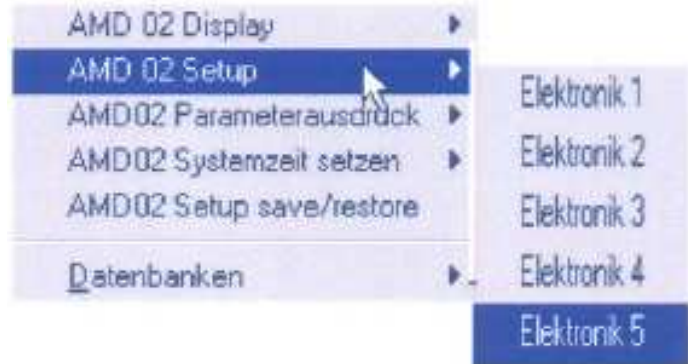 AMD 02 Display
AMD 02 Setup
AMD02 Parameterausdruck
AMD02 Systemzeit setzen
AMD02 Setup save/restore
Datenbanken
Elektronik 1
Elektronik 2
Elektronik 3
Elektronik 4
Elektronik 5